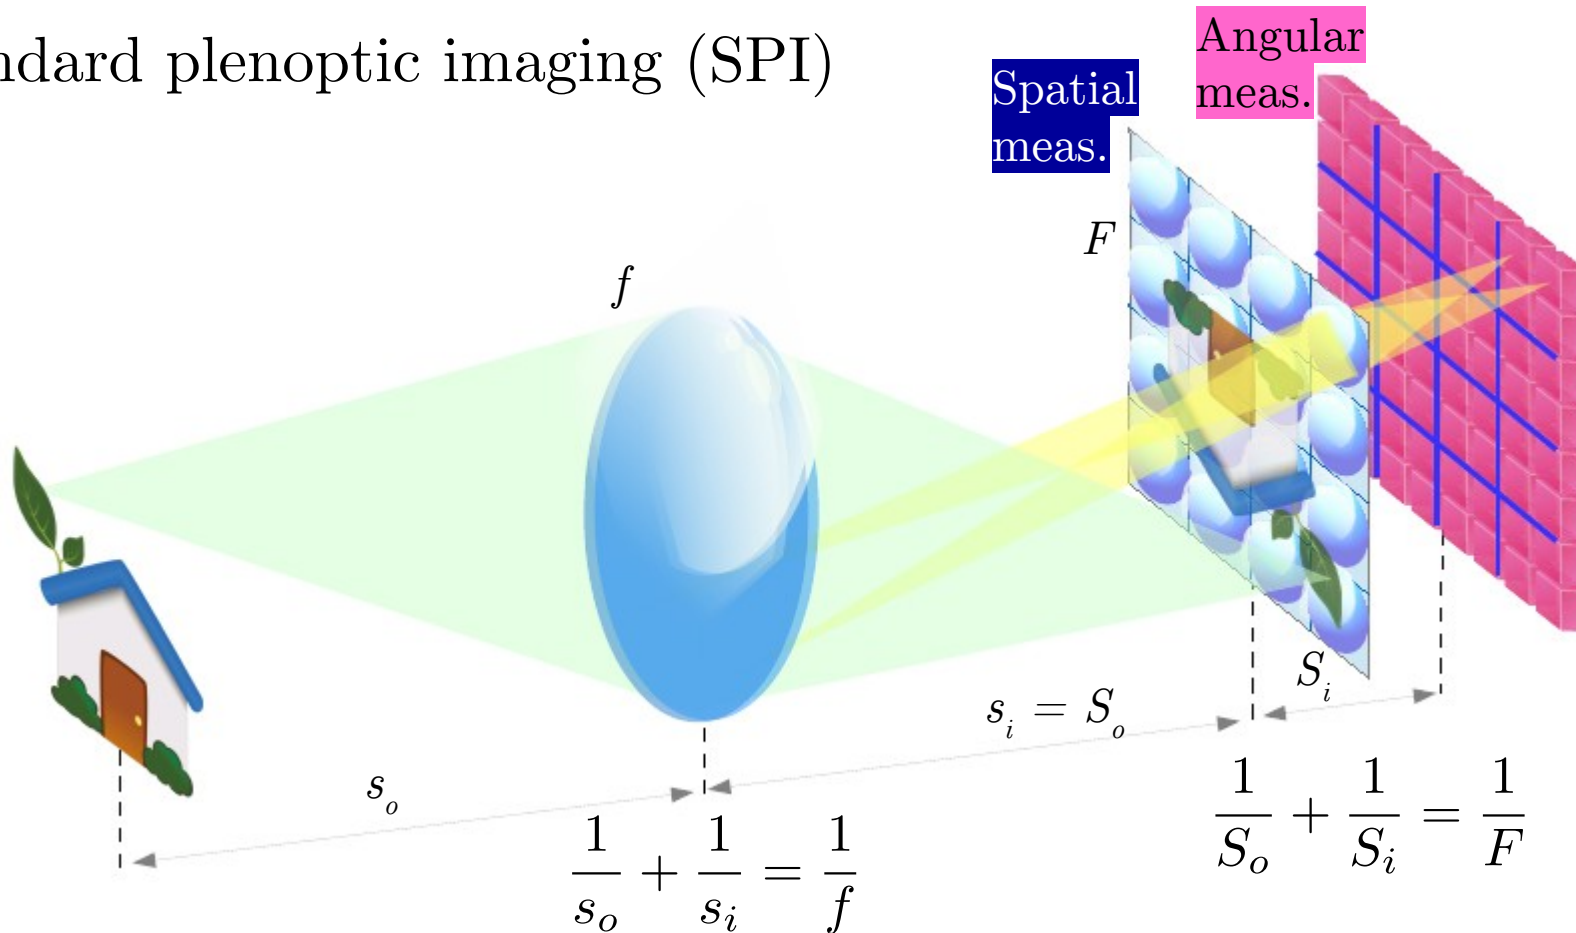 ndard plenoptic imaging (SPI)
Angular
meas.
Spatial
meas.
F
f
S_i
s_i = S_o
s_o
1/S_o + 1/S_i = 1/F
1/s_o + 1/s_i = 1/f